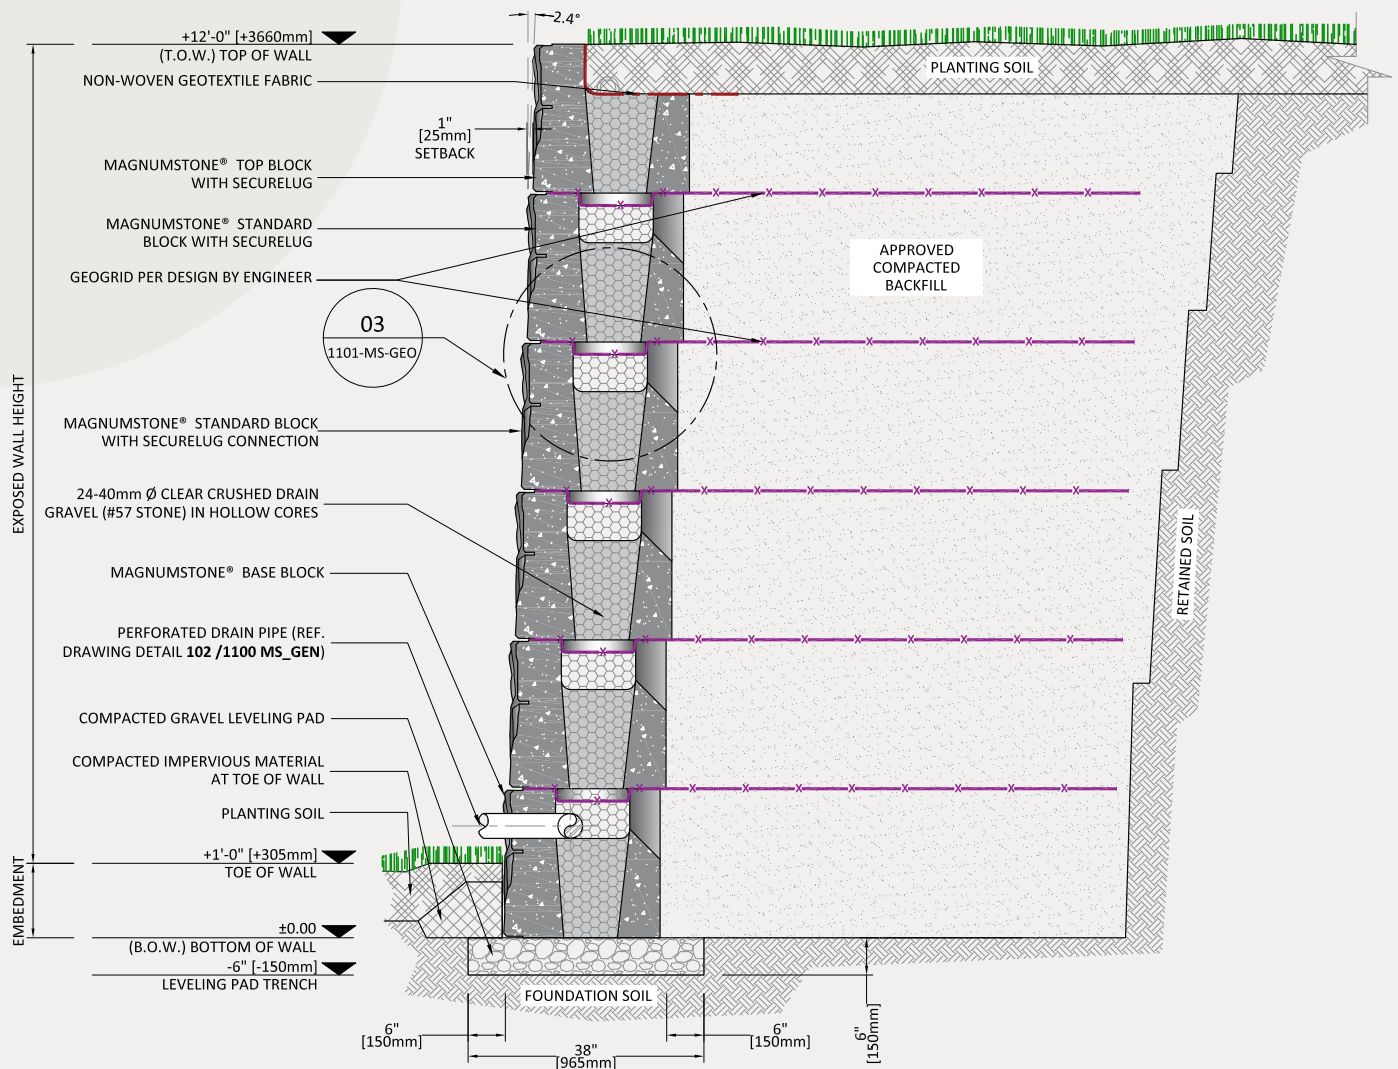 2.4°
+12'-0" [+3660mm]
(T.O.W.) TOP OF WALL
NON-WOVEN GEOTEXTILE FABRIC
PLANTING SOIL
1"
[25mm]
SETBACK
MAGNUMSTONE® TOP BLOCK
WITH SECURELUG
MAGNUMSTONE® STANDARD
BLOCK WITH SECURELUG
GEOGRID PER DESIGN BY ENGINEER
APPROVED
COMPACTED
BACKFILL
03
1101-MS-GEO
EXPOSED WALL HEIGHT
MAGNUMSTONE® STANDARD BLOCK
WITH SECURELUG CONNECTION
24-40mm Ø CLEAR CRUSHED DRAIN
GRAVEL (#57 STONE) IN HOLLOW CORES
RETAINED SOIL
MAGNUMSTONE® BASE BLOCK
PERFORATED DRAIN PIPE (REF.
DRAWING DETAIL 102 /1100 MS_GEN)
COMPACTED GRAVEL LEVELING PAD
COMPACTED IMPERVIOUS MATERIAL
AT TOE OF WALL
PLANTING SOIL
+1'-0" [+305mm]
TOE OF WALL
EMBEDMENT
±0.00
(B.O.W.) BOTTOM OF WALL
-6" [-150mm]
LEVELING PAD TRENCH
FOUNDATION SOIL
6"
[150mm]
38"
[965mm]
6"
[150mm]
6"
[150mm]